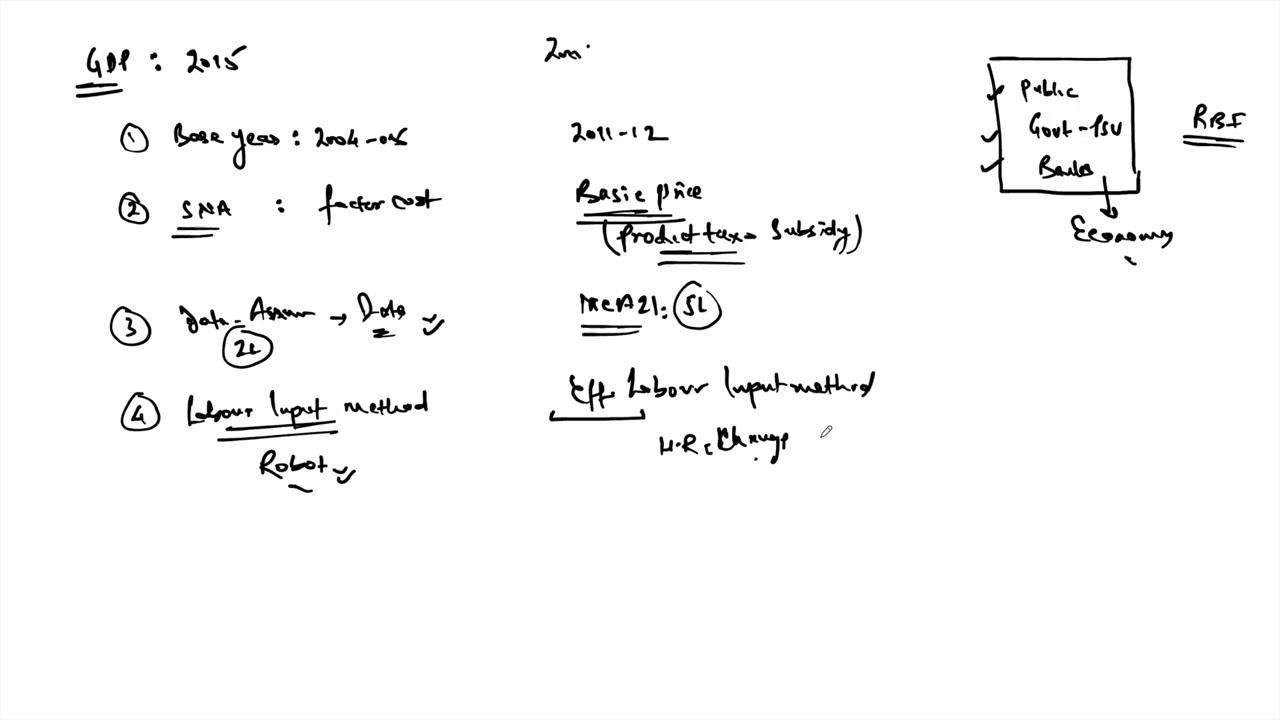 GDP : 2015
① Base year : 2004-05 2011-12
② SNA : factor cost Basic price
(Product tax - Subsidy)
③ Data - → Data MCA21 : 5L
2L
④ Labour Input method Eff. Labour Input method
Robot H.R. Change
Public
Govt - PSU
Banks
RBI
Economy